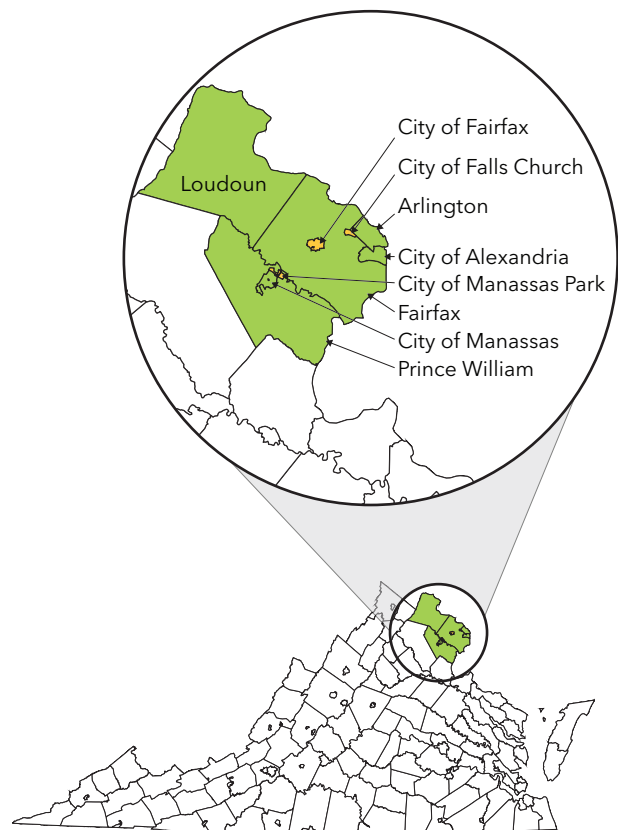 City of Fairfax
City of Falls Church
Loudoun
Arlington
City of Alexandria
City of Manassas Park
Fairfax
City of Manassas
Prince William